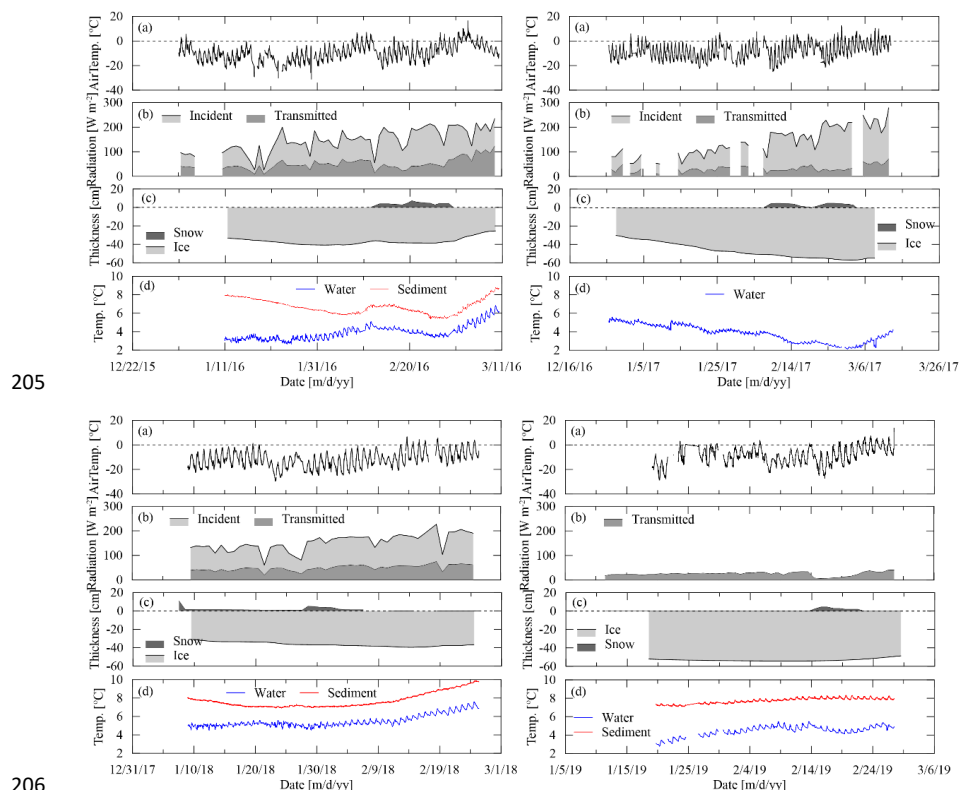 20
0
-20
-40
AirTemp. [°C]
(a)
300
200
100
0
Radiation [W m-2]
(b)
Incident
Transmitted
20
0
-20
-40
-60
Thickness [cm]
(c)
Snow
Ice
10
8
6
4
2
Temp. [°C]
(d)
Water
Sediment
12/22/15 1/11/16 1/31/16 2/20/16 3/11/16
Date [m/d/yy]
20
0
-20
-40
AirTemp. [°C]
(a)
300
200
100
0
Radiation [W m-2]
(b)
Incident
Transmitted
20
0
-20
-40
-60
Thickness [cm]
(c)
Snow
Ice
10
8
6
4
2
Temp. [°C]
(d)
Water
12/16/16 1/5/17 1/25/17 2/14/17 3/6/17 3/26/17
Date [m/d/yy]
205
20
0
-20
-40
AirTemp. [°C]
(a)
300
200
100
0
Radiation [W m-2]
(b)
Incident
Transmitted
20
0
-20
-40
-60
Thickness [cm]
(c)
Snow
Ice
10
8
6
4
2
Temp. [°C]
(d)
Water
Sediment
12/31/17 1/10/18 1/20/18 1/30/18 2/9/18 2/19/18 3/1/18
Date [m/d/yy]
20
0
-20
-40
AirTemp. [°C]
(a)
300
200
100
0
Radiation [W m-2]
(b)
Transmitted
20
0
-20
-40
-60
Thickness [cm]
(c)
Ice
Snow
10
8
6
4
2
Temp. [°C]
(d)
Water
Sediment
1/5/19 1/15/19 1/25/19 2/4/19 2/14/19 2/24/19 3/6/19
Date [m/d/yy]
206